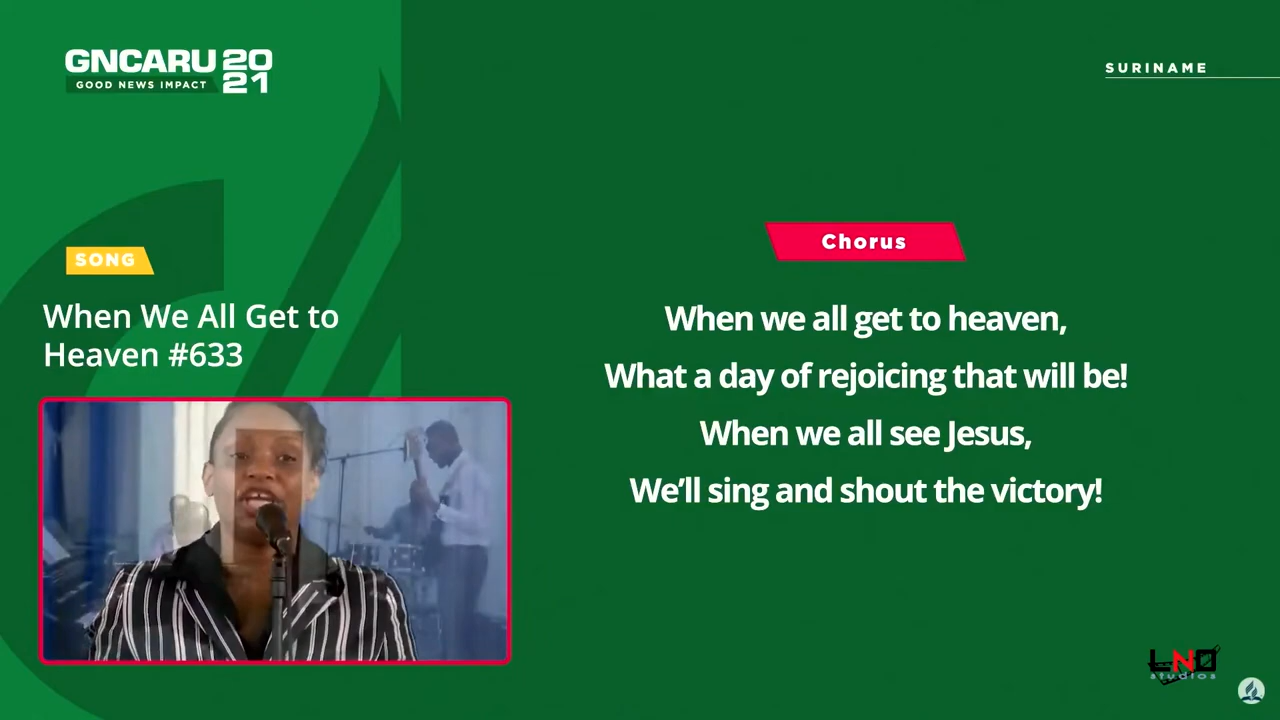 GNCARU 2021
GOOD NEWS IMPACT
SURINAME
SONG
When We All Get to
Heaven #633
Chorus
When we all get to heaven,
What a day of rejoicing that will be!
When we all see Jesus,
We’ll sing and shout the victory!
LNO
studios